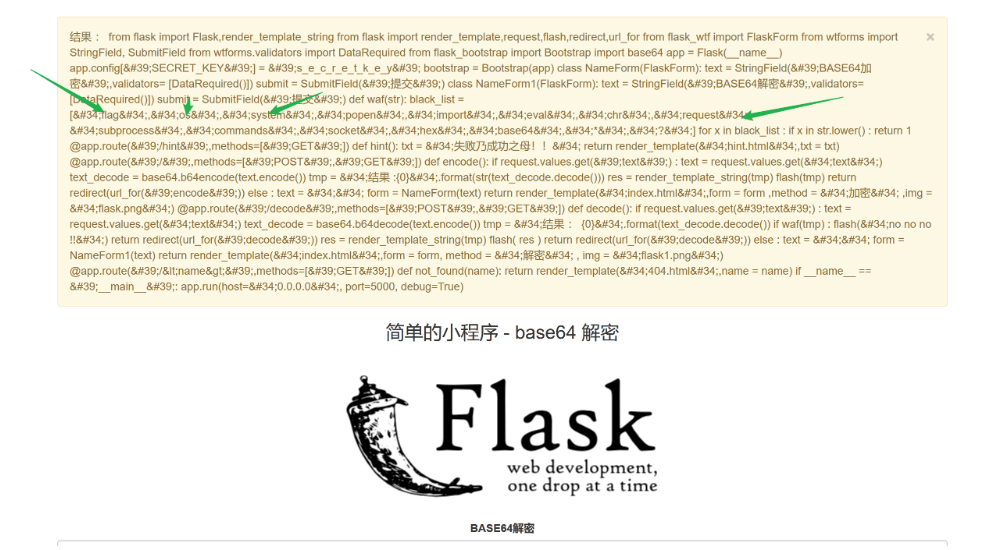 结果： from flask import Flask,render_template_string from flask import render_template,request,flash,redirect,url_for from flask_wtf import FlaskForm from wtforms import
StringField, SubmitField from wtforms.validators import DataRequired from flask_bootstrap import Bootstrap import base64 app = Flask(__name__)
app.config[&#39;SECRET_KEY&#39;] = &#39;s_e_c_r_e_t_k_e_y&#39; bootstrap = Bootstrap(app) class NameForm(FlaskForm): text = StringField(&#39;BASE64加
密&#39;,validators= [DataRequired()]) submit = SubmitField(&#39;提交&#39;) class NameForm1(FlaskForm): text = StringField(&#39;BASE64解密&#39;,validators=
[DataRequired()]) submit = SubmitField(&#39;提交&#39;) def waf(str): black_list =
[&#34;flag&#34;,&#34;os&#34;,&#34;system&#34;,&#34;popen&#34;,&#34;import&#34;,&#34;eval&#34;,&#34;chr&#34;,&#34;request&#34;,
&#34;subprocess&#34;,&#34;commands&#34;,&#34;socket&#34;,&#34;hex&#34;,&#34;base64&#34;,&#34;*&#34;,&#34;?&#34;] for x in black_list : if x in str.lower() : return 1
@app.route(&#39;/hint&#39;,methods=[&#39;GET&#39;]) def hint(): txt = &#34;失败乃成功之母！！&#34; return render_template(&#34;hint.html&#34;,txt = txt)
@app.route(&#39;/&#39;,methods=[&#39;POST&#39;,&#39;GET&#39;]) def encode(): if request.values.get(&#39;text&#39;) : text = request.values.get(&#34;text&#34;)
text_decode = base64.b64encode(text.encode()) tmp = &#34;结果 :{0}&#34;.format(str(text_decode.decode())) res = render_template_string(tmp) flash(tmp) return
redirect(url_for(&#39;encode&#39;)) else : text = &#34;&#34; form = NameForm(text) return render_template(&#34;index.html&#34;,form = form ,method = &#34;加密&#34; ,img =
&#34;flask.png&#34;) @app.route(&#39;/decode&#39;,methods=[&#39;POST&#39;,&#39;GET&#39;]) def decode(): if request.values.get(&#39;text&#39;) : text =
request.values.get(&#34;text&#34;) text_decode = base64.b64decode(text.encode()) tmp = &#34;结果： {0}&#34;.format(text_decode.decode()) if waf(tmp) : flash(&#34;no no no
!!&#34;) return redirect(url_for(&#39;decode&#39;)) res = render_template_string(tmp) flash( res ) return redirect(url_for(&#39;decode&#39;)) else : text = &#34;&#34; form =
NameForm1(text) return render_template(&#34;index.html&#34;,form = form, method = &#34;解密&#34; , img = &#34;flask1.png&#34;)
@app.route(&#39;/&lt;name&gt;&#39;,methods=[&#39;GET&#39;]) def not_found(name): return render_template(&#34;404.html&#34;,name = name) if __name__ ==
&#39;__main__&#39;: app.run(host=&#34;0.0.0.0&#34;, port=5000, debug=True)
×
简单的小程序 - base64 解密
Flask
web development,
one drop at a time
BASE64解密